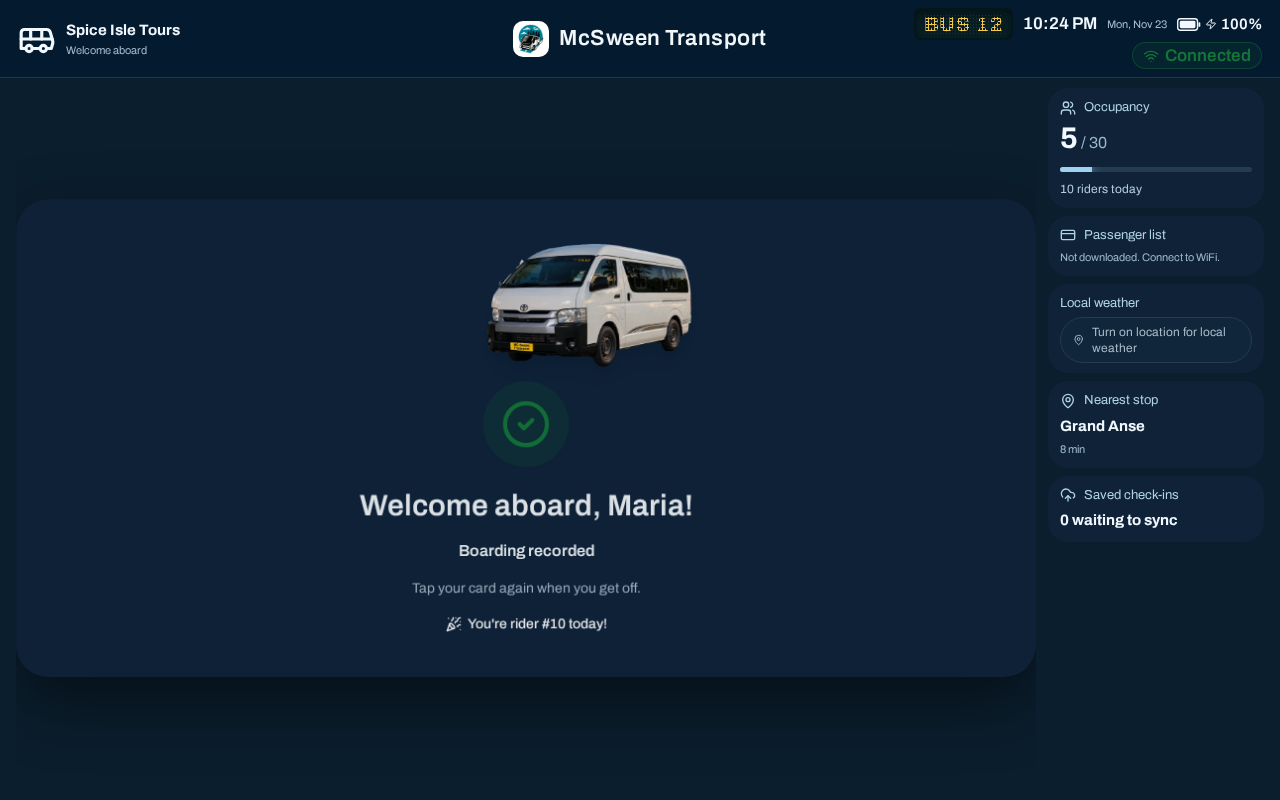 Spice Isle Tours
Welcome aboard
McSween Transport
BUS 12
10:24 PM
Mon, Nov 23
100%
Connected
Occupancy
5 / 30
10 riders today
Passenger list
Not downloaded. Connect to WiFi.
Local weather
Turn on location for local
weather
Nearest stop
Grand Anse
8 min
Saved check-ins
0 waiting to sync
Welcome aboard, Maria!
Boarding recorded
Tap your card again when you get off.
You're rider #10 today!